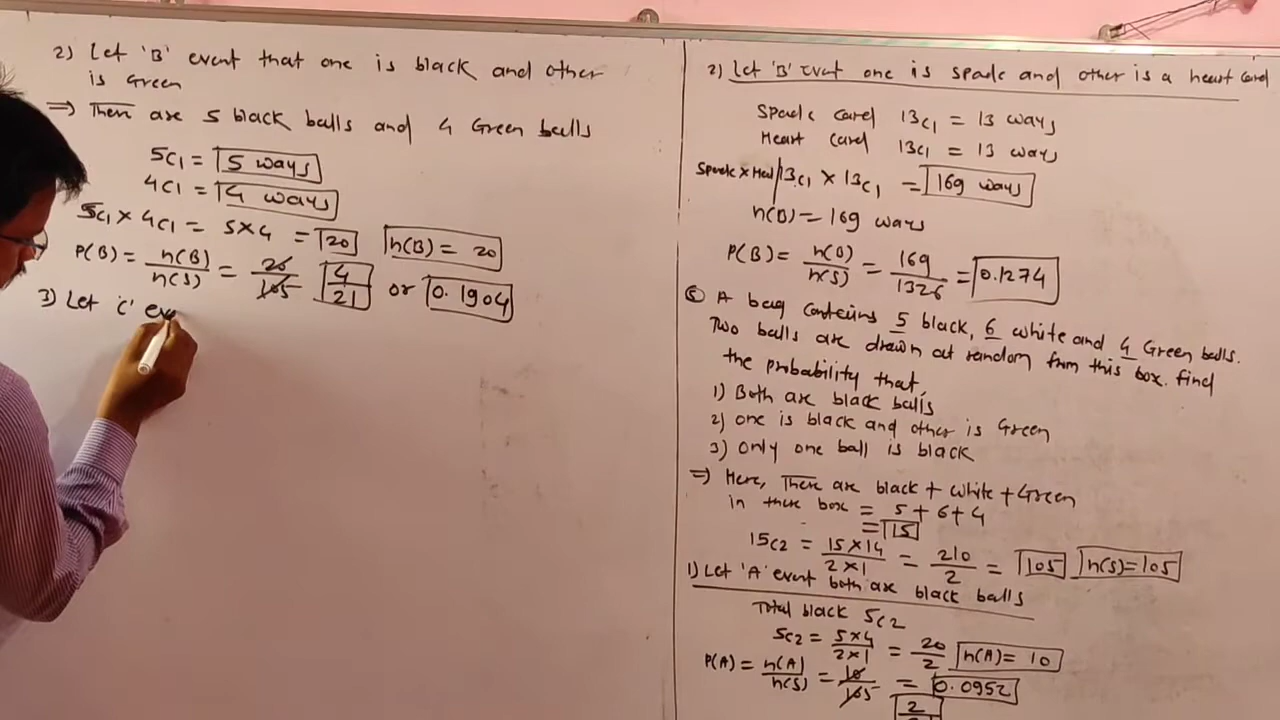 2) Let 'B' event that one is black and other
is Green
=> There are 5 black balls and 4 Green balls
5C1 = 5 ways
4C1 = 4 ways
5C1 × 4C1 = 5×4 = 20 n(B) = 20
P(B) = n(B)/n(S) = 20/105 4/21 or 0.1904
3) Let 'C' eve
2) Let 'B' Event one is spade and other is a heart card
Spade card 13C1 = 13 ways
Heart card 13C1 = 13 ways
13C1 × 13C1 = 169 ways
n(B) = 169 ways
P(B) = n(B)/n(S) = 169/1326 = 0.1274
A bag contains 5 black, 6 white and 4 Green balls.
Two balls are drawn at random from this box. find
the probability that,
1) Both are black balls
2) one is black and other is Green
3) Only one ball is black
=> Here, There are black + white + Green
in there box = 5 + 6 + 4
= 15
15C2 = 15×14/2×1 = 210/2 = 105 n(S)=105
1) Let 'A' event both are black balls
Total black 5C2
5C2 = 5×4/2×1 = 20/2 n(A) = 10
P(A) = n(A)/n(S) = 10/105 = 0.0952
2